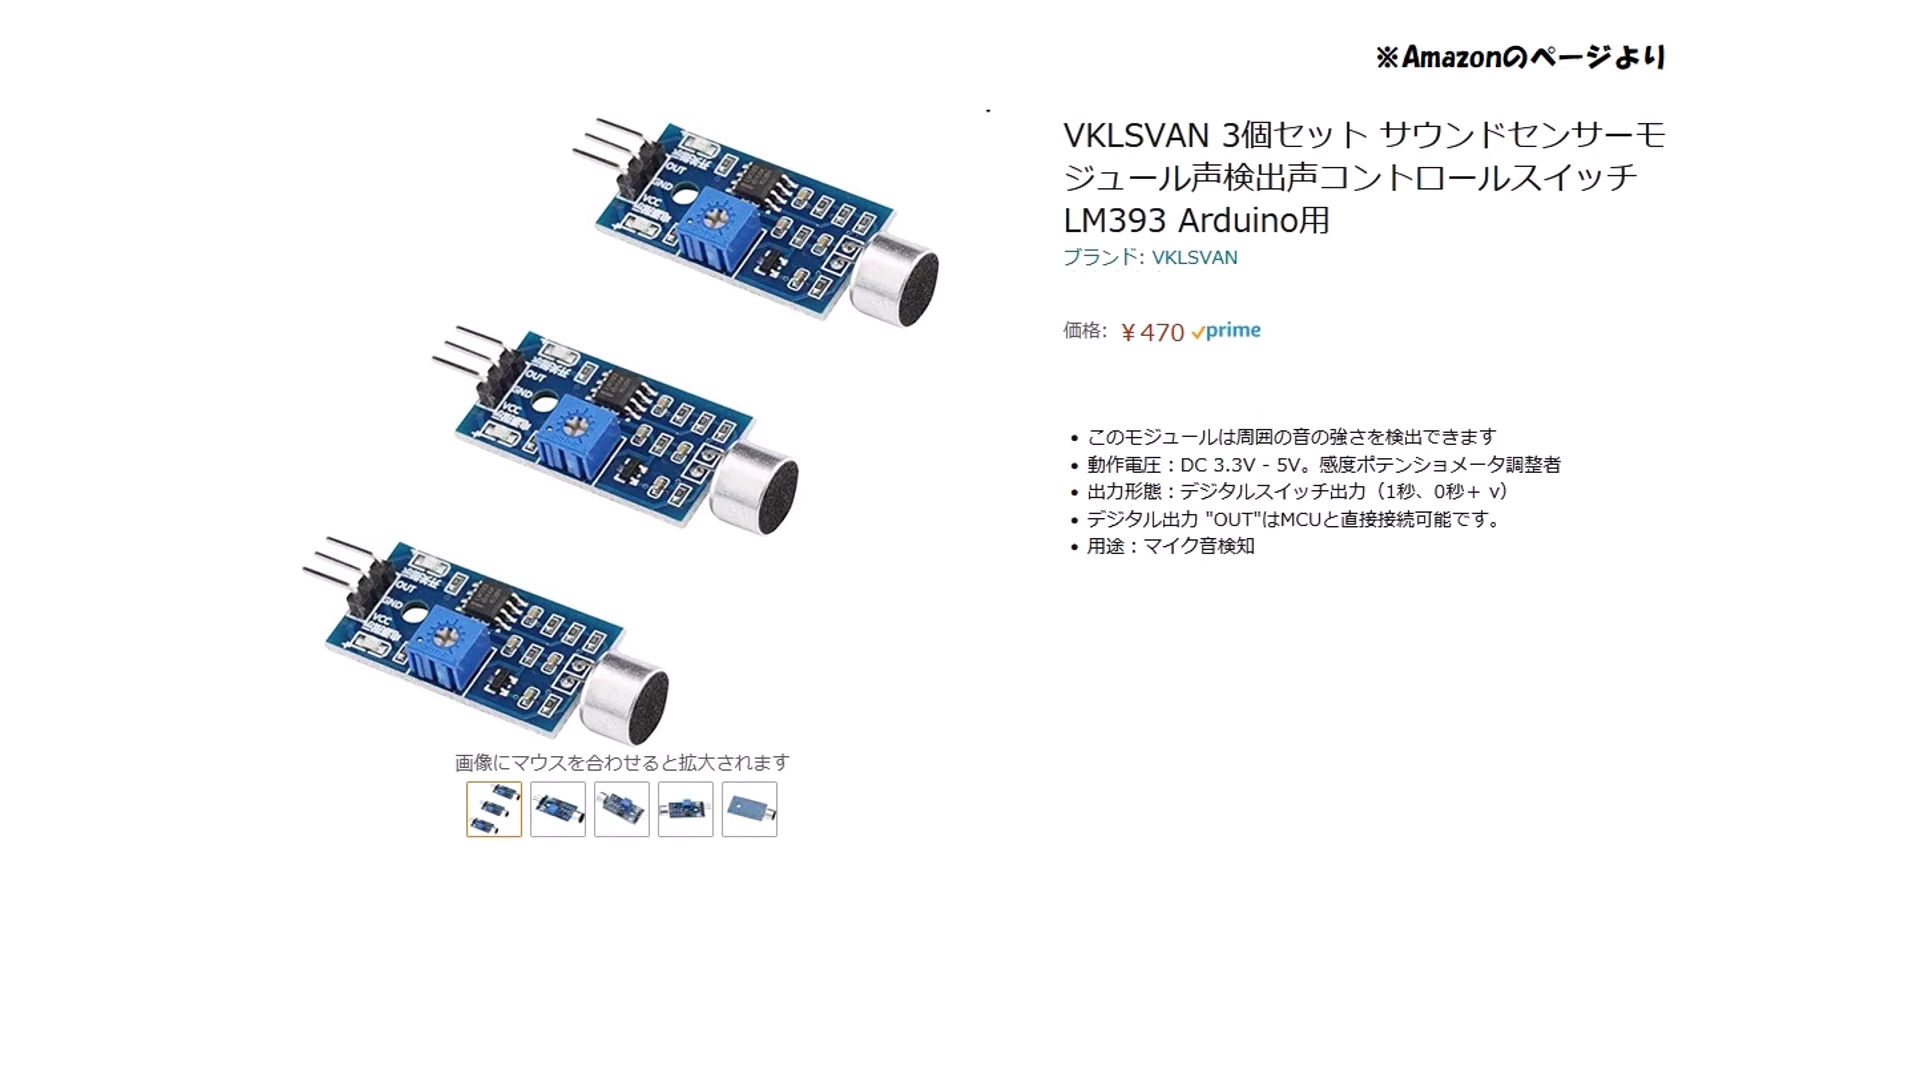 ※Amazonのページより
VKLSVAN 3個セット サウンドセンサーモ
ジュール声検出声コントロールスイッチ
LM393 Arduino用
ブランド: VKLSVAN
価格: ￥470 prime
・このモジュールは周囲の音の強さを検出できます
・動作電圧：DC 3.3V - 5V。感度ポテンショメータ調整者
・出力形態：デジタルスイッチ出力（1秒、0秒＋ v）
・デジタル出力 "OUT"はMCUと直接接続可能です。
・用途：マイク音検知
OUT
GND
VCC
OUT
GND
VCC
OUT
GND
VCC
画像にマウスを合わせると拡大されます